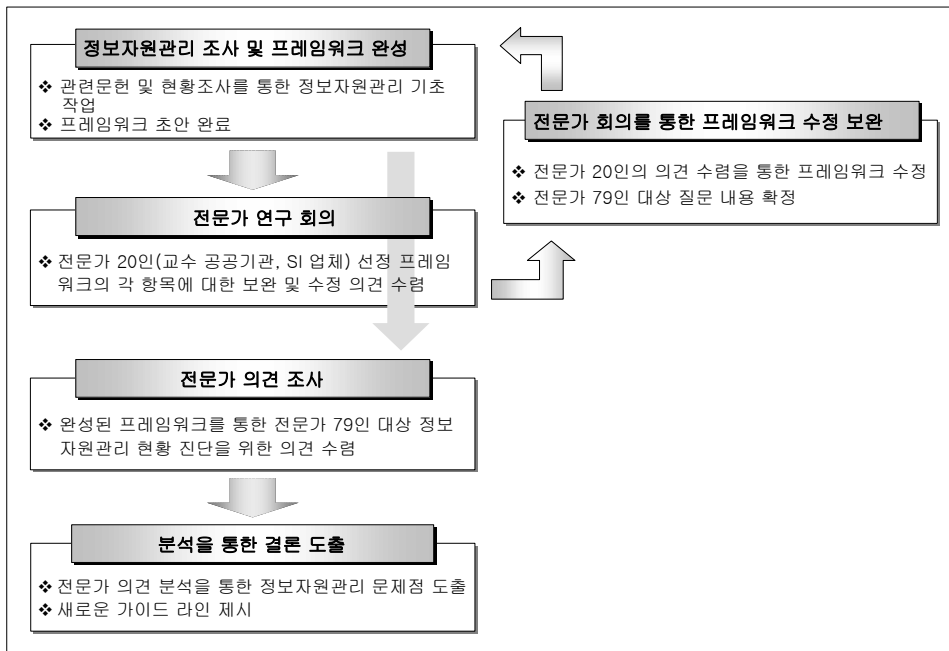 정보자원관리 조사 및 프레임워크 완성
❖ 관련문헌 및 현황조사를 통한 정보자원관리 기초
작업
❖ 프레임워크 초안 완료
전문가 연구 회의
❖ 전문가 20인(교수 공공기관, SI 업체) 선정 프레임
워크의 각 항목에 대한 보완 및 수정 의견 수렴
전문가 회의를 통한 프레임워크 수정 보완
❖ 전문가 20인의 의견 수렴을 통한 프레임워크 수정
❖ 전문가 79인 대상 질문 내용 확정
전문가 의견 조사
❖ 완성된 프레임워크를 통한 전문가 79인 대상 정보
자원관리 현황 진단을 위한 의견 수렴
분석을 통한 결론 도출
❖ 전문가 의견 분석을 통한 정보자원관리 문제점 도출
❖ 새로운 가이드 라인 제시